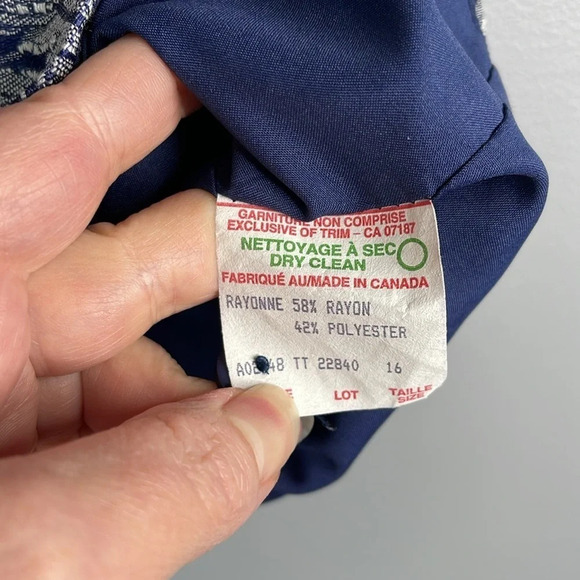 GARNITURE NON COMPRISE
EXCLUSIVE OF TRIM - CA 07187
NETTOYAGE À SEC
DRY CLEAN
FABRIQUÉ AU/MADE IN CANADA
RAYONNE 58% RAYON
42% POLYESTER
TT 22840 16
LOT TAILLE
SIZE